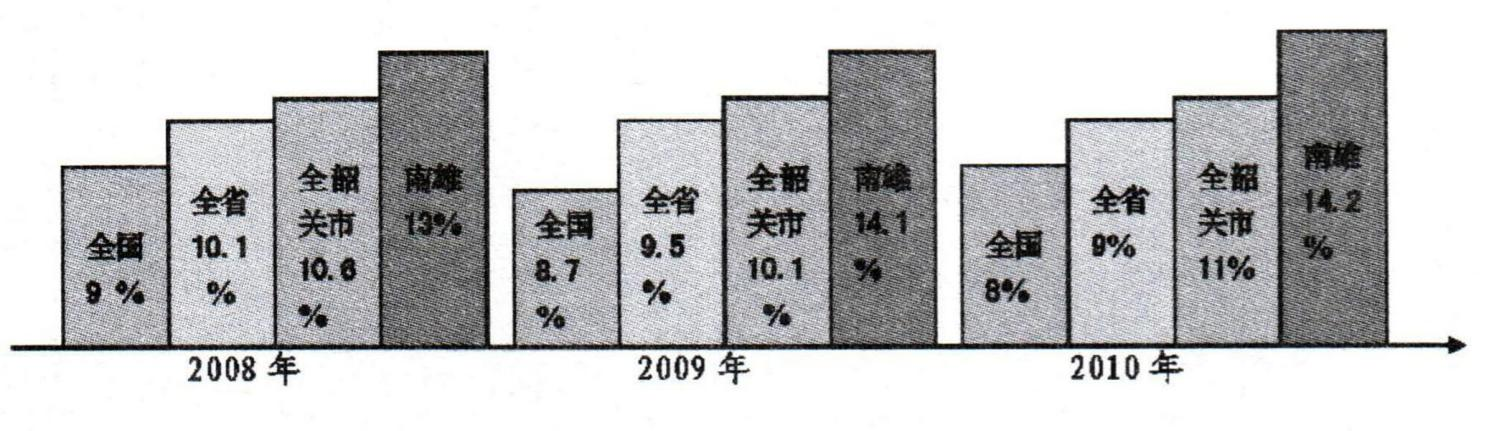 全国
9 %
全省
10.1
%
全韶
关市
10.6
%
南雄
13%
全国
8.7
%
全省
9.5
%
全韶
关市
10.1
%
南雄
14.1
%
全国
8%
全省
9%
全韶
关市
11%
南雄
14.2
%
2008 年
2009 年
2010 年